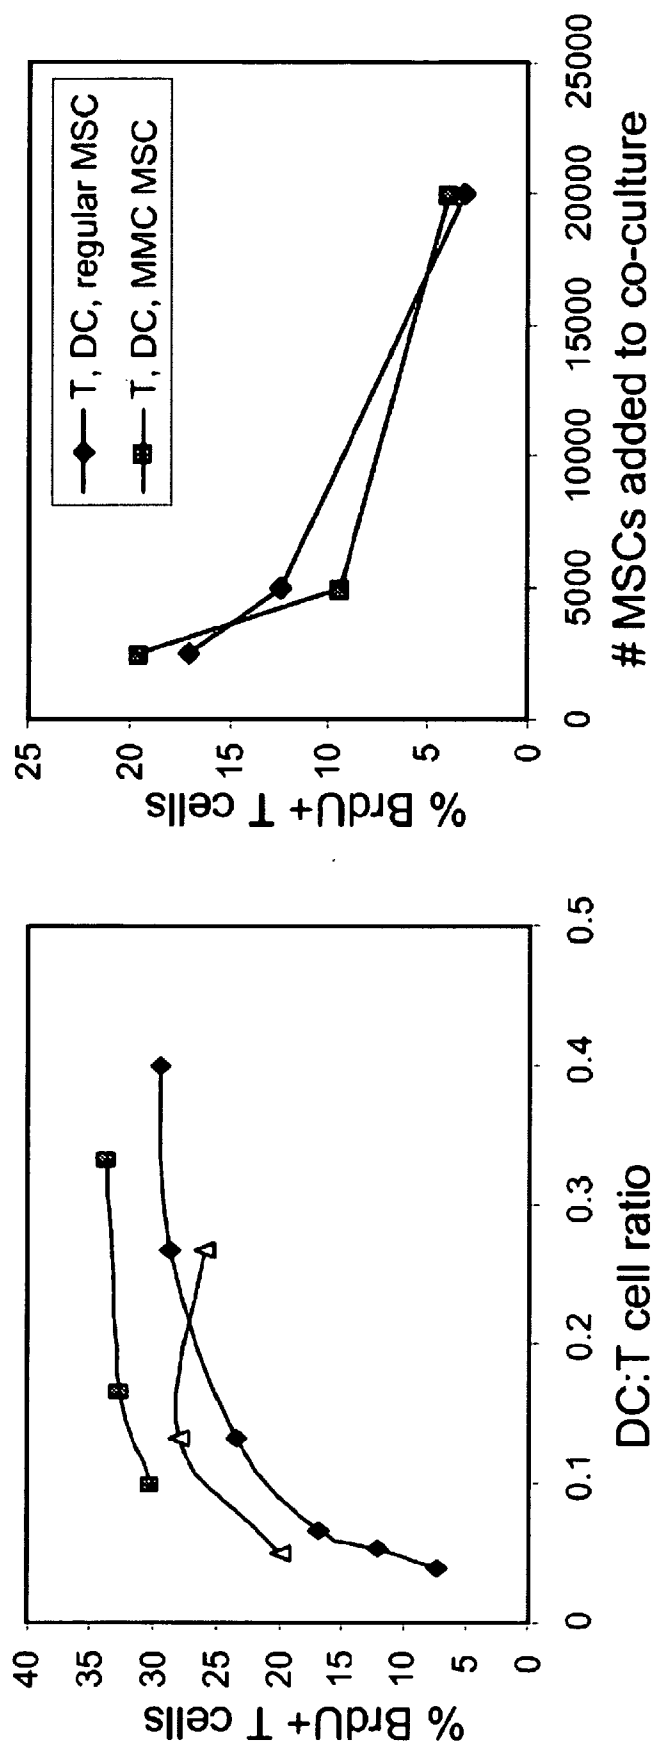 % BrdU+ T cells
40
35
30
25
20
15
10
5
0
0 0.1 0.2 0.3 0.4 0.5
DC:T cell ratio
% BrdU+ T cells
25
20
15
10
5
0
T, DC, regular MSC
T, DC, MMC MSC
0 5000 10000 15000 20000 25000
# MSCs added to co-culture